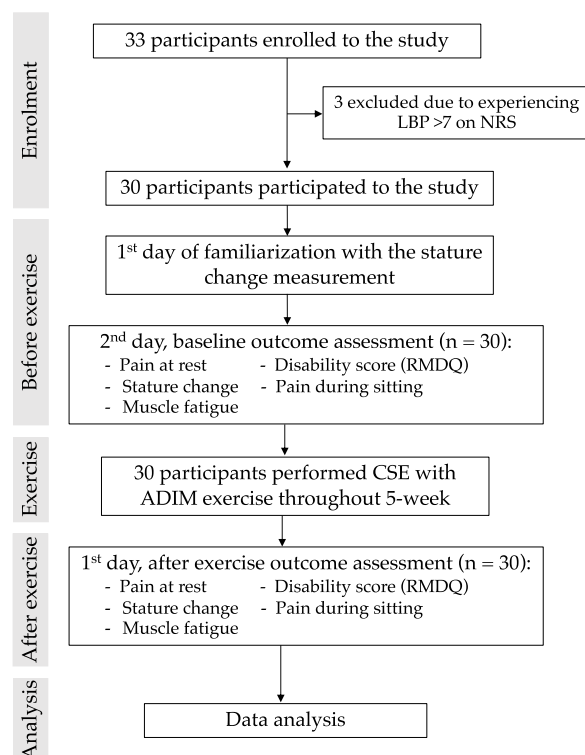 Enrolment
33 participants enrolled to the study
3 excluded due to experiencing
LBP >7 on NRS
30 participants participated to the study
Before exercise
1st day of familiarization with the stature
change measurement
2nd day, baseline outcome assessment (n = 30):
- Pain at rest - Disability score (RMDQ)
- Stature change - Pain during sitting
- Muscle fatigue
Exercise
30 participants performed CSE with
ADIM exercise throughout 5-week
After exercise
1st day, after exercise outcome assessment (n = 30):
- Pain at rest - Disability score (RMDQ)
- Stature change - Pain during sitting
- Muscle fatigue
Analysis
Data analysis